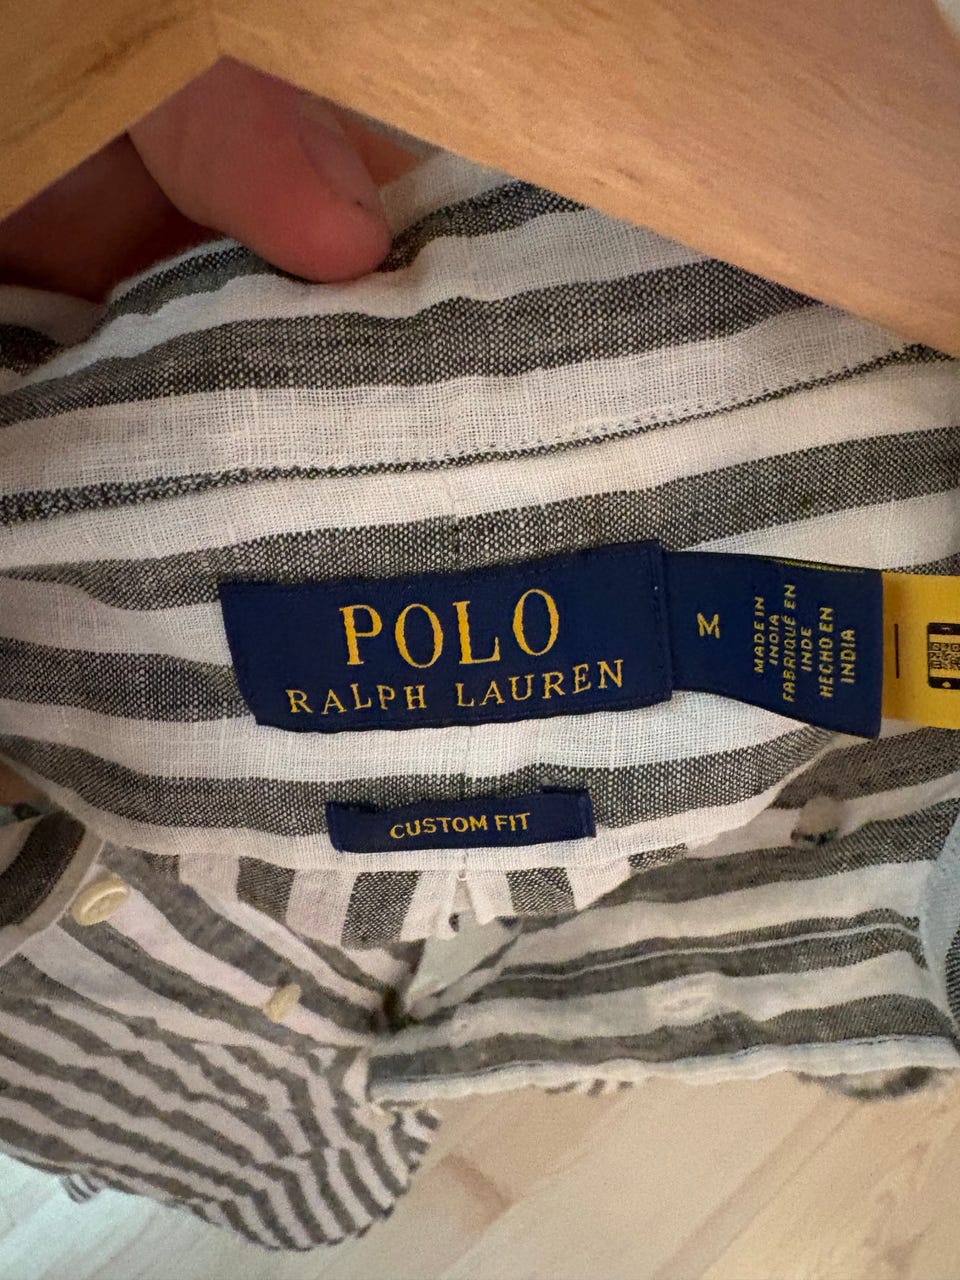 POLO
RALPH LAUREN
M
MADE IN
INDIA
FABRIQUÉ EN
INDE
HECHO EN
INDIA
CUSTOM FIT